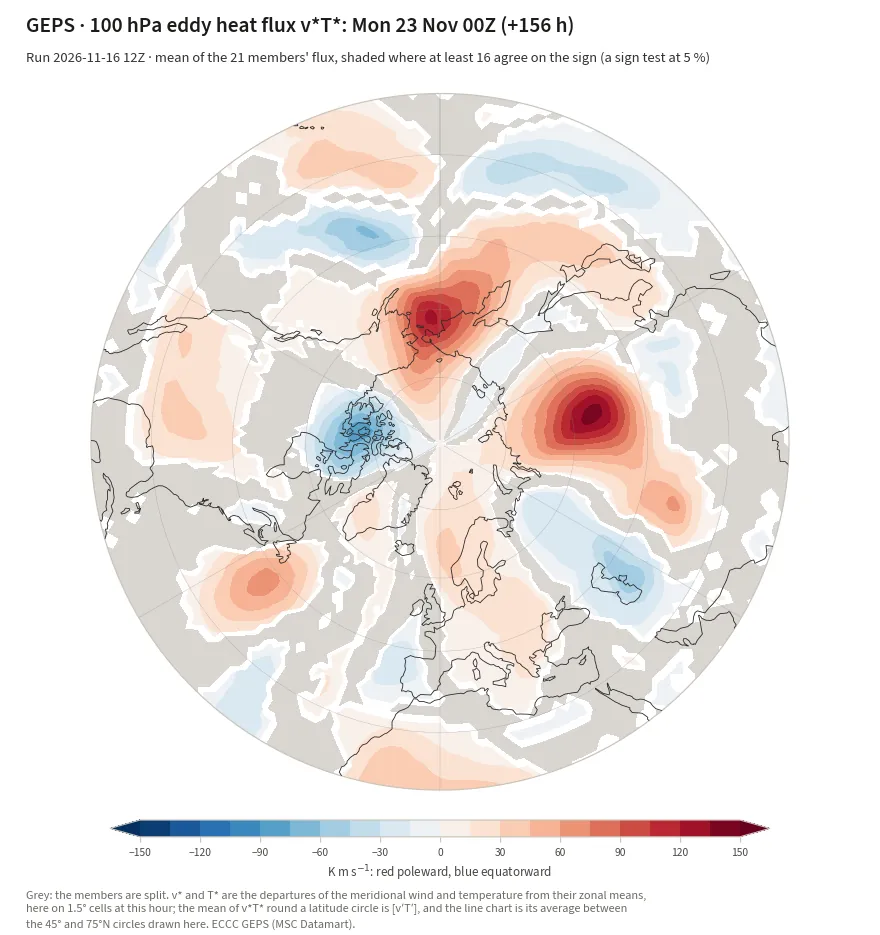 GEPS · 100 hPa eddy heat flux v*T*: Mon 23 Nov 00Z (+156 h)
Run 2026-11-16 12Z · mean of the 21 members' flux, shaded where at least 16 agree on the sign (a sign test at 5 %)
−150 −120 −90 −60 −30 0 30 60 90 120 150
K m s⁻¹: red poleward, blue equatorward
Grey: the members are split. v* and T* are the departures of the meridional wind and temperature from their zonal means,
here on 1.5° cells at this hour; the mean of v*T* round a latitude circle is [v′T′], and the line chart is its average between
the 45° and 75°N circles drawn here. ECCC GEPS (MSC Datamart).